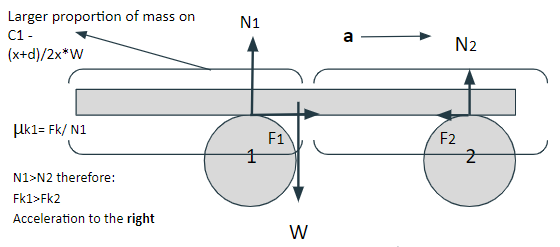 Larger proportion of mass on
C1 -
(x+d)/2x*W
N1
a
N2
μk1= Fk/ N1
F1
F2
1
2
N1>N2 therefore:
Fk1>Fk2
Acceleration to the right
W